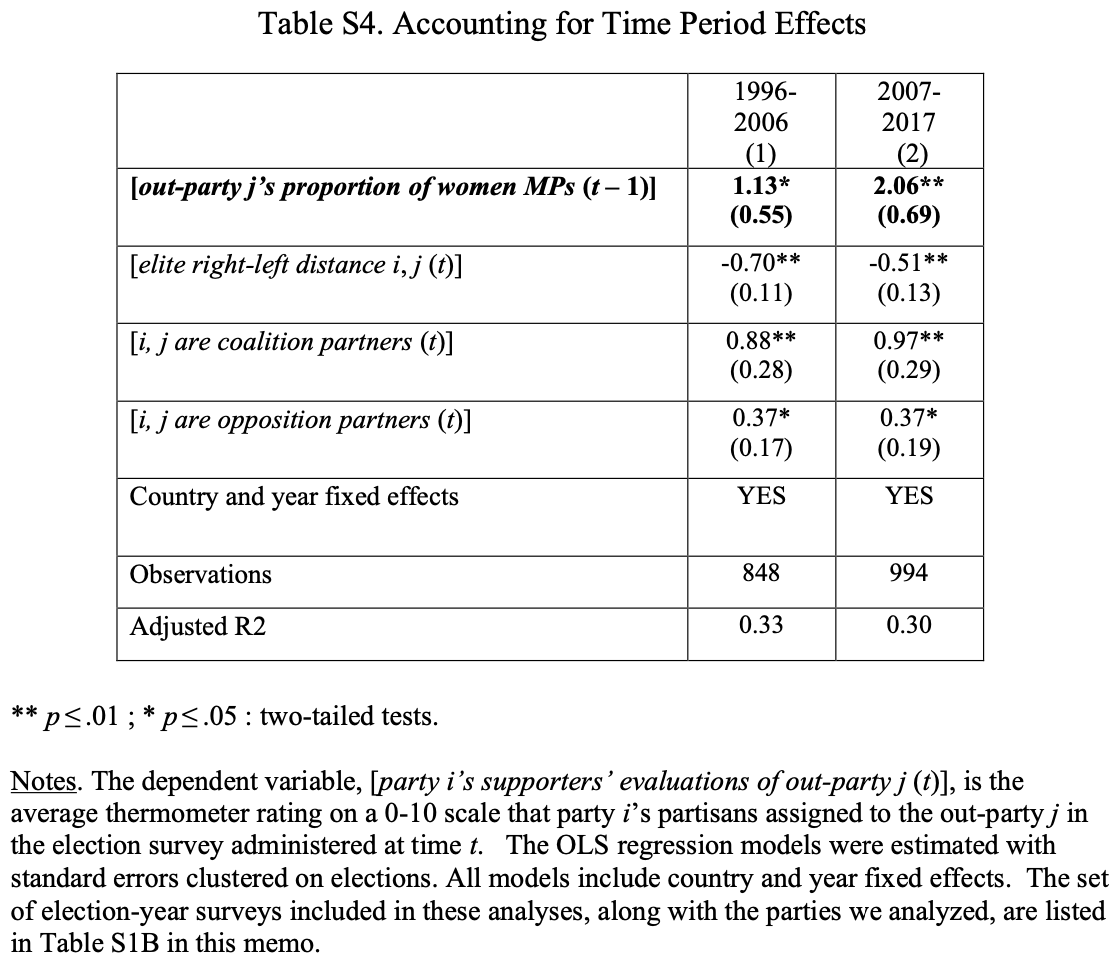 Table S4. Accounting for Time Period Effects
1996-
2006
(1)
2007-
2017
(2)
[out-party j’s proportion of women MPs (t – 1)]
1.13*
(0.55)
2.06**
(0.69)
[elite right-left distance i, j (t)]
-0.70**
(0.11)
-0.51**
(0.13)
[i, j are coalition partners (t)]
0.88**
(0.28)
0.97**
(0.29)
[i, j are opposition partners (t)]
0.37*
(0.17)
0.37*
(0.19)
Country and year fixed effects
YES
YES
Observations
848
994
Adjusted R2
0.33
0.30
** p ≤ .01 ; * p ≤ .05 : two-tailed tests.
Notes. The dependent variable, [party i’s supporters’ evaluations of out-party j (t)], is the
average thermometer rating on a 0-10 scale that party i’s partisans assigned to the out-party j in
the election survey administered at time t. The OLS regression models were estimated with
standard errors clustered on elections. All models include country and year fixed effects. The set
of election-year surveys included in these analyses, along with the parties we analyzed, are listed
in Table S1B in this memo.